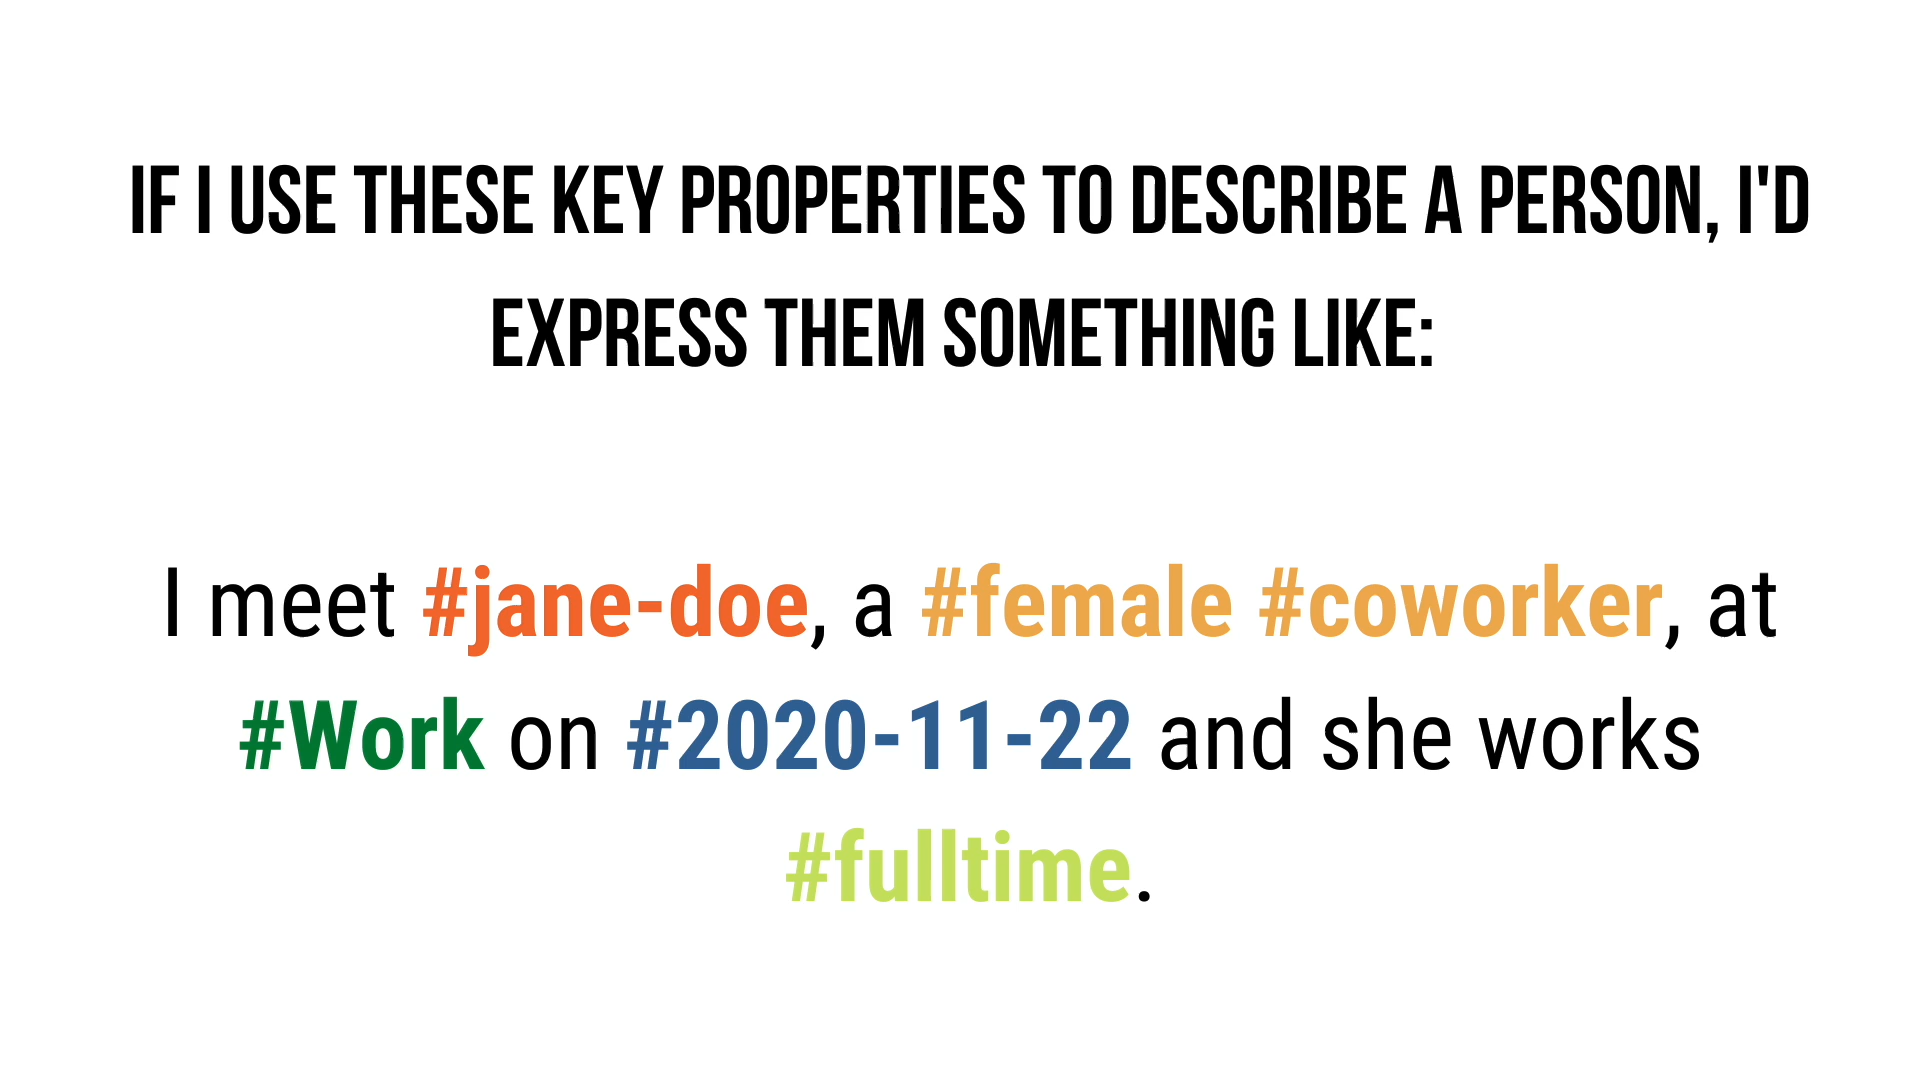 IF I USE THESE KEY PROPERTIES TO DESCRIBE A PERSON, I'D
EXPRESS THEM SOMETHING LIKE:
I meet #jane-doe, a #female #coworker, at
#Work on #2020-11-22 and she works
#fulltime.